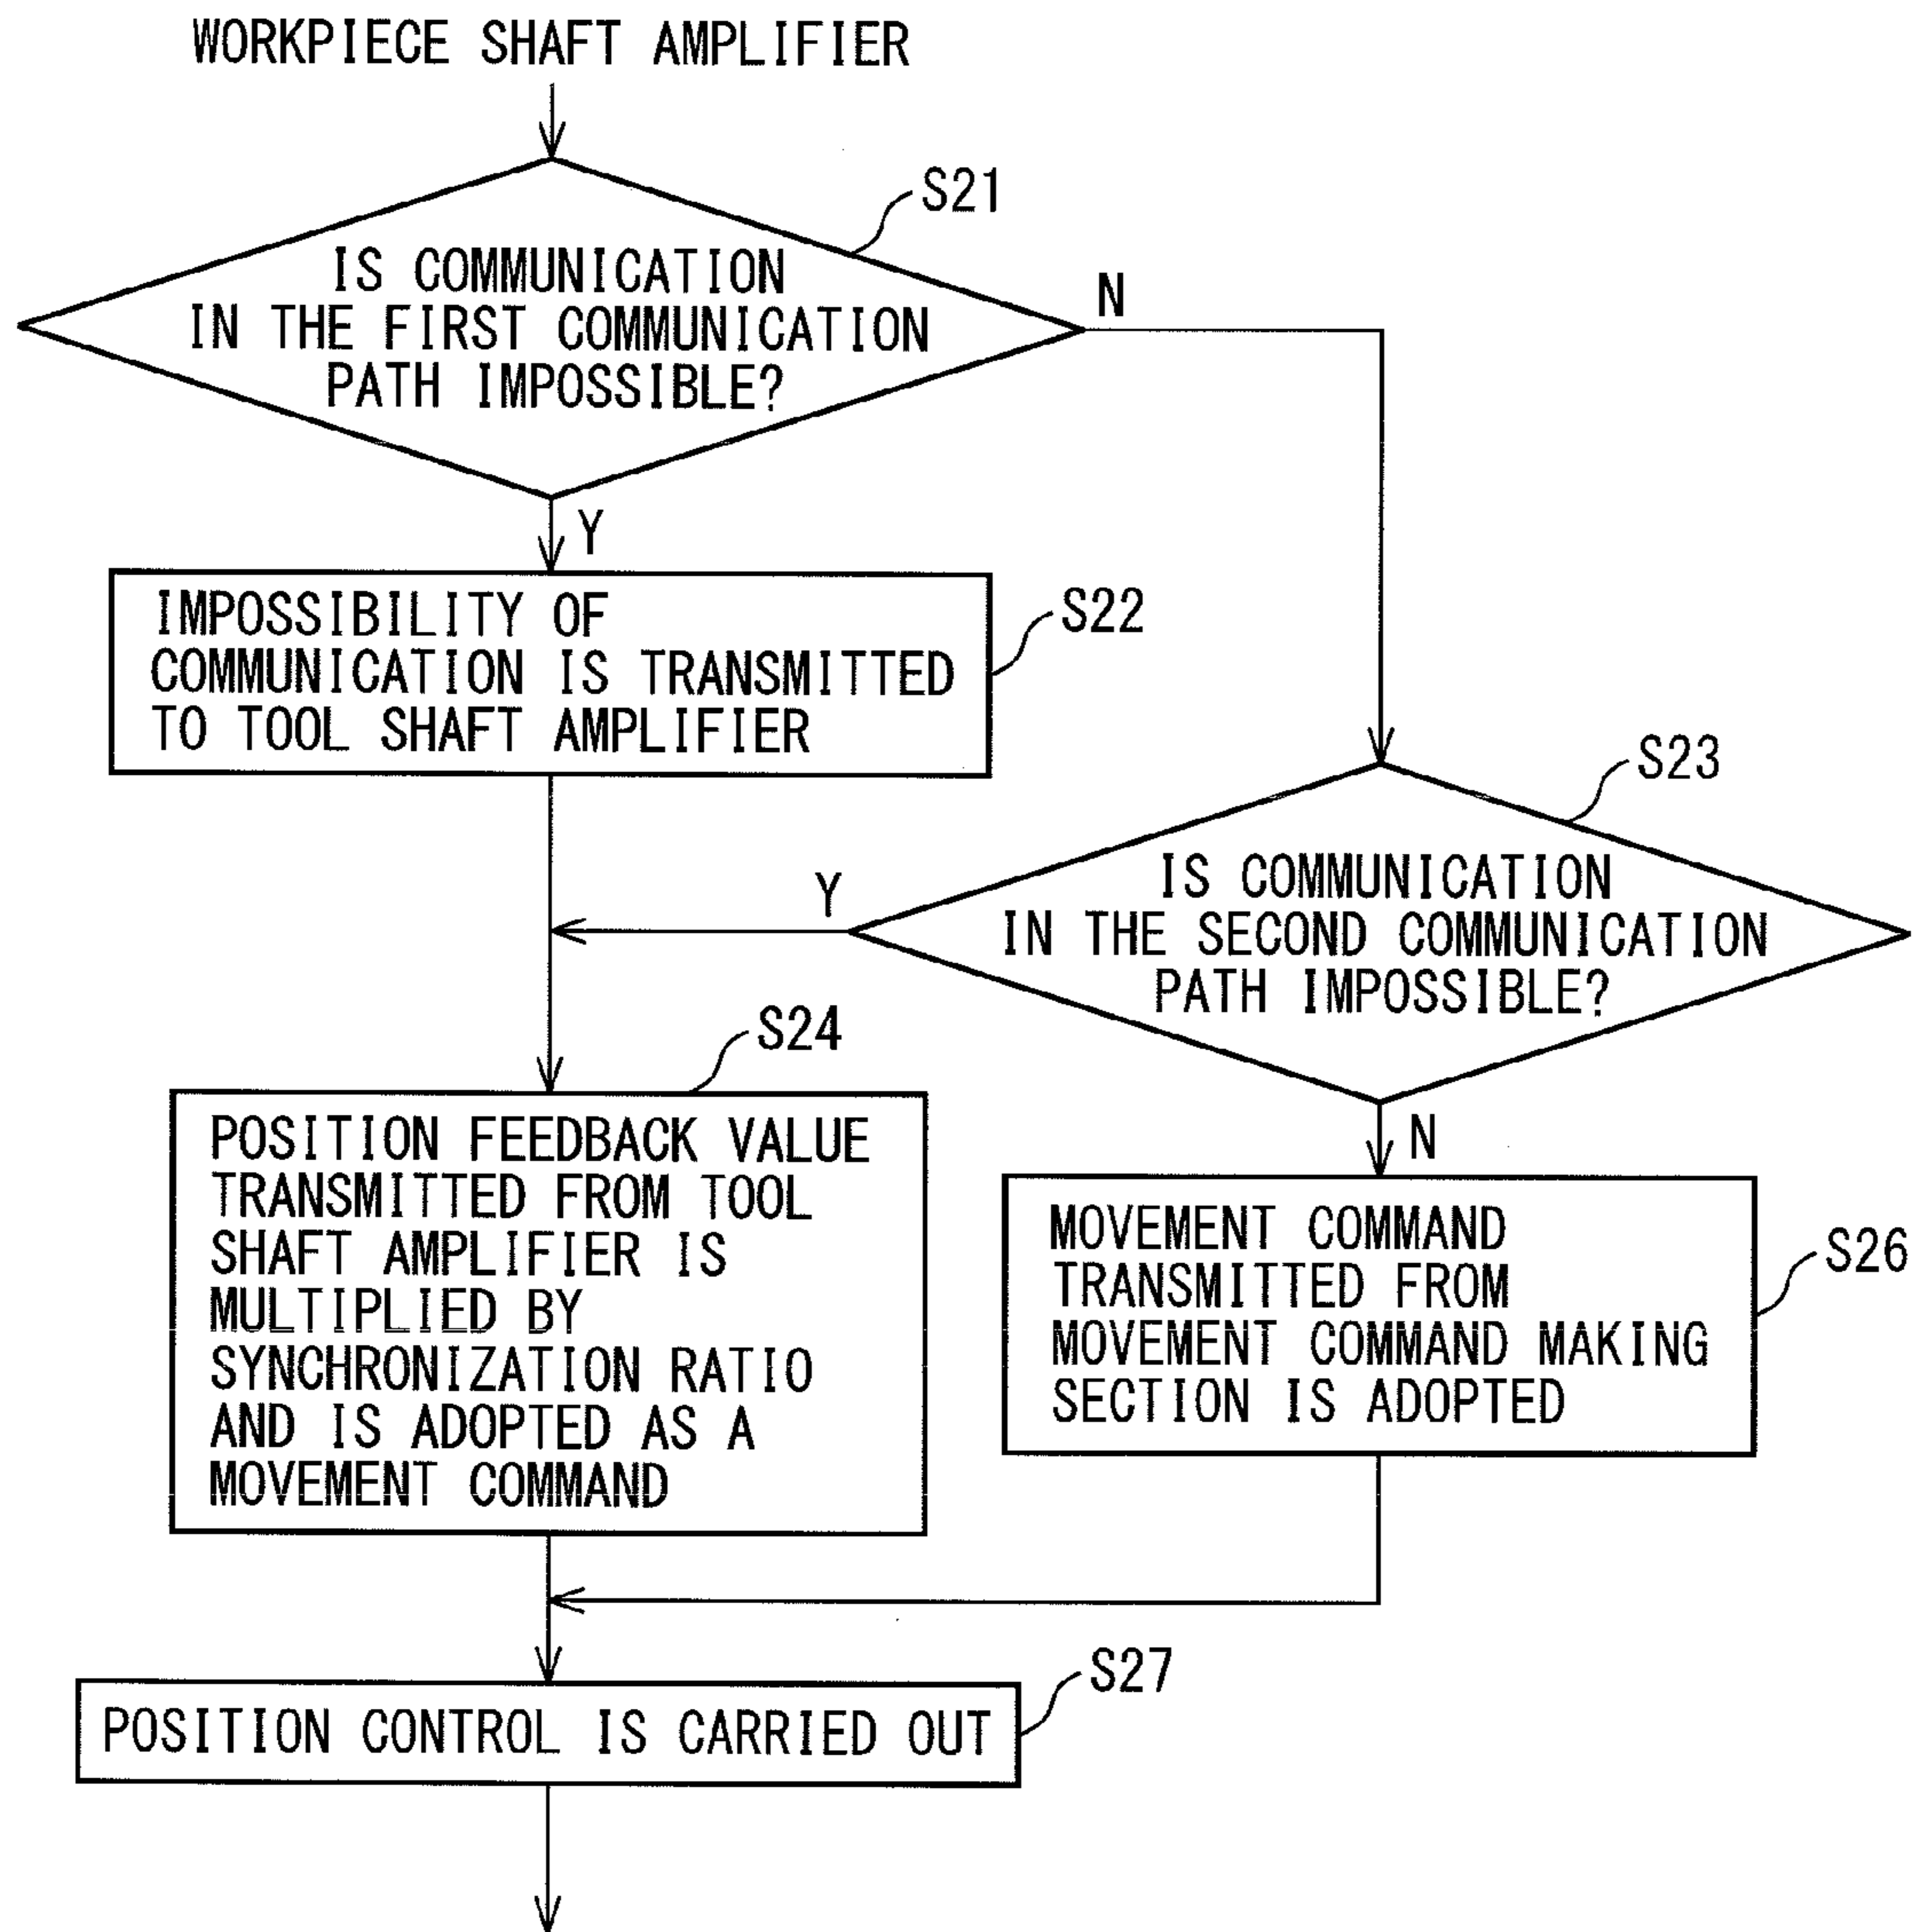 WORKPIECE SHAFT AMPLIFIER
S21
IS COMMUNICATION
IN THE FIRST COMMUNICATION
PATH IMPOSSIBLE?
N
Y
IMPOSSIBILITY OF
COMMUNICATION IS TRANSMITTED
TO TOOL SHAFT AMPLIFIER
S22
S23
IS COMMUNICATION
IN THE SECOND COMMUNICATION
PATH IMPOSSIBLE?
Y
N
S24
POSITION FEEDBACK VALUE
TRANSMITTED FROM TOOL
SHAFT AMPLIFIER IS
MULTIPLIED BY
SYNCHRONIZATION RATIO
AND IS ADOPTED AS A
MOVEMENT COMMAND
MOVEMENT COMMAND
TRANSMITTED FROM
MOVEMENT COMMAND MAKING
SECTION IS ADOPTED
S26
S27
POSITION CONTROL IS CARRIED OUT